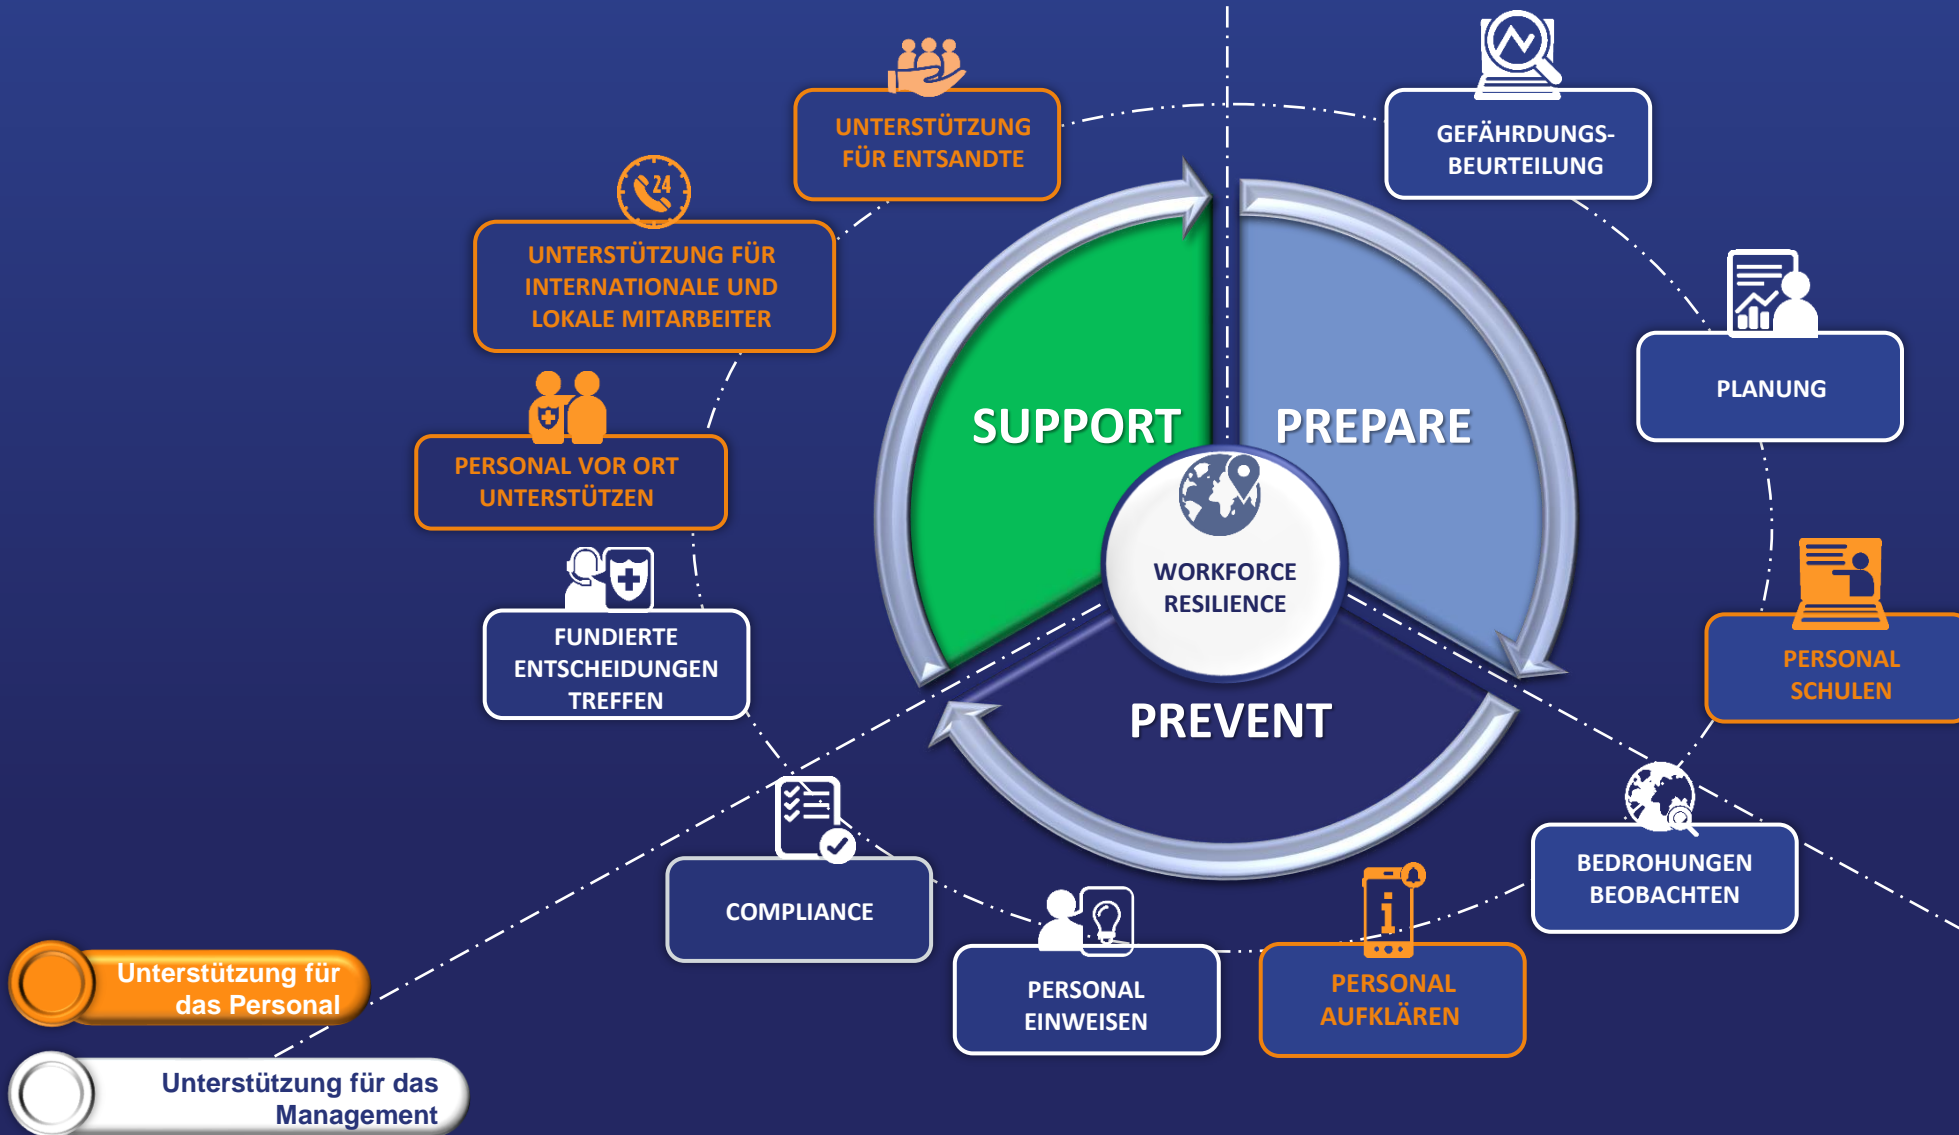 UNTERSTÜTZUNG
FÜR ENTSANDTE
GEFÄHRDUNGS-
BEURTEILUNG
24
UNTERSTÜTZUNG FÜR
INTERNATIONALE UND
LOKALE MITARBEITER
PLANUNG
SUPPORT
PREPARE
PERSONAL VOR ORT
UNTERSTÜTZEN
WORKFORCE
RESILIENCE
FUNDIERTE
ENTSCHEIDUNGEN
TREFFEN
PERSONAL
SCHULEN
PREVENT
BEDROHUNGEN
BEOBACHTEN
COMPLIANCE
i
PERSONAL
EINWEISEN
PERSONAL
AUFKLÄREN
Unterstützung für
das Personal
Unterstützung für das
Management